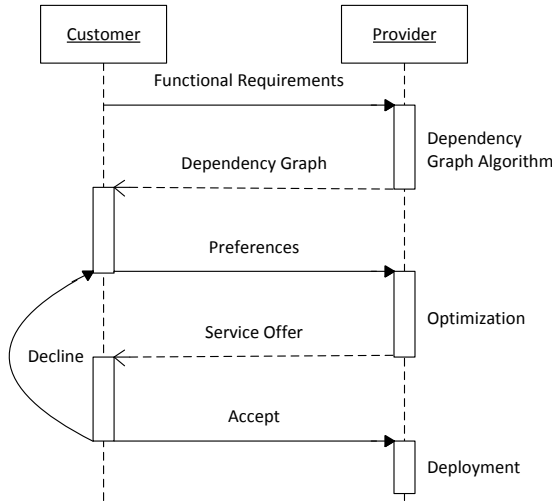 Customer
Provider
Functional Requirements
Dependency
Graph Algorithm
Dependency Graph
Preferences
Optimization
Service Offer
Decline
Accept
Deployment